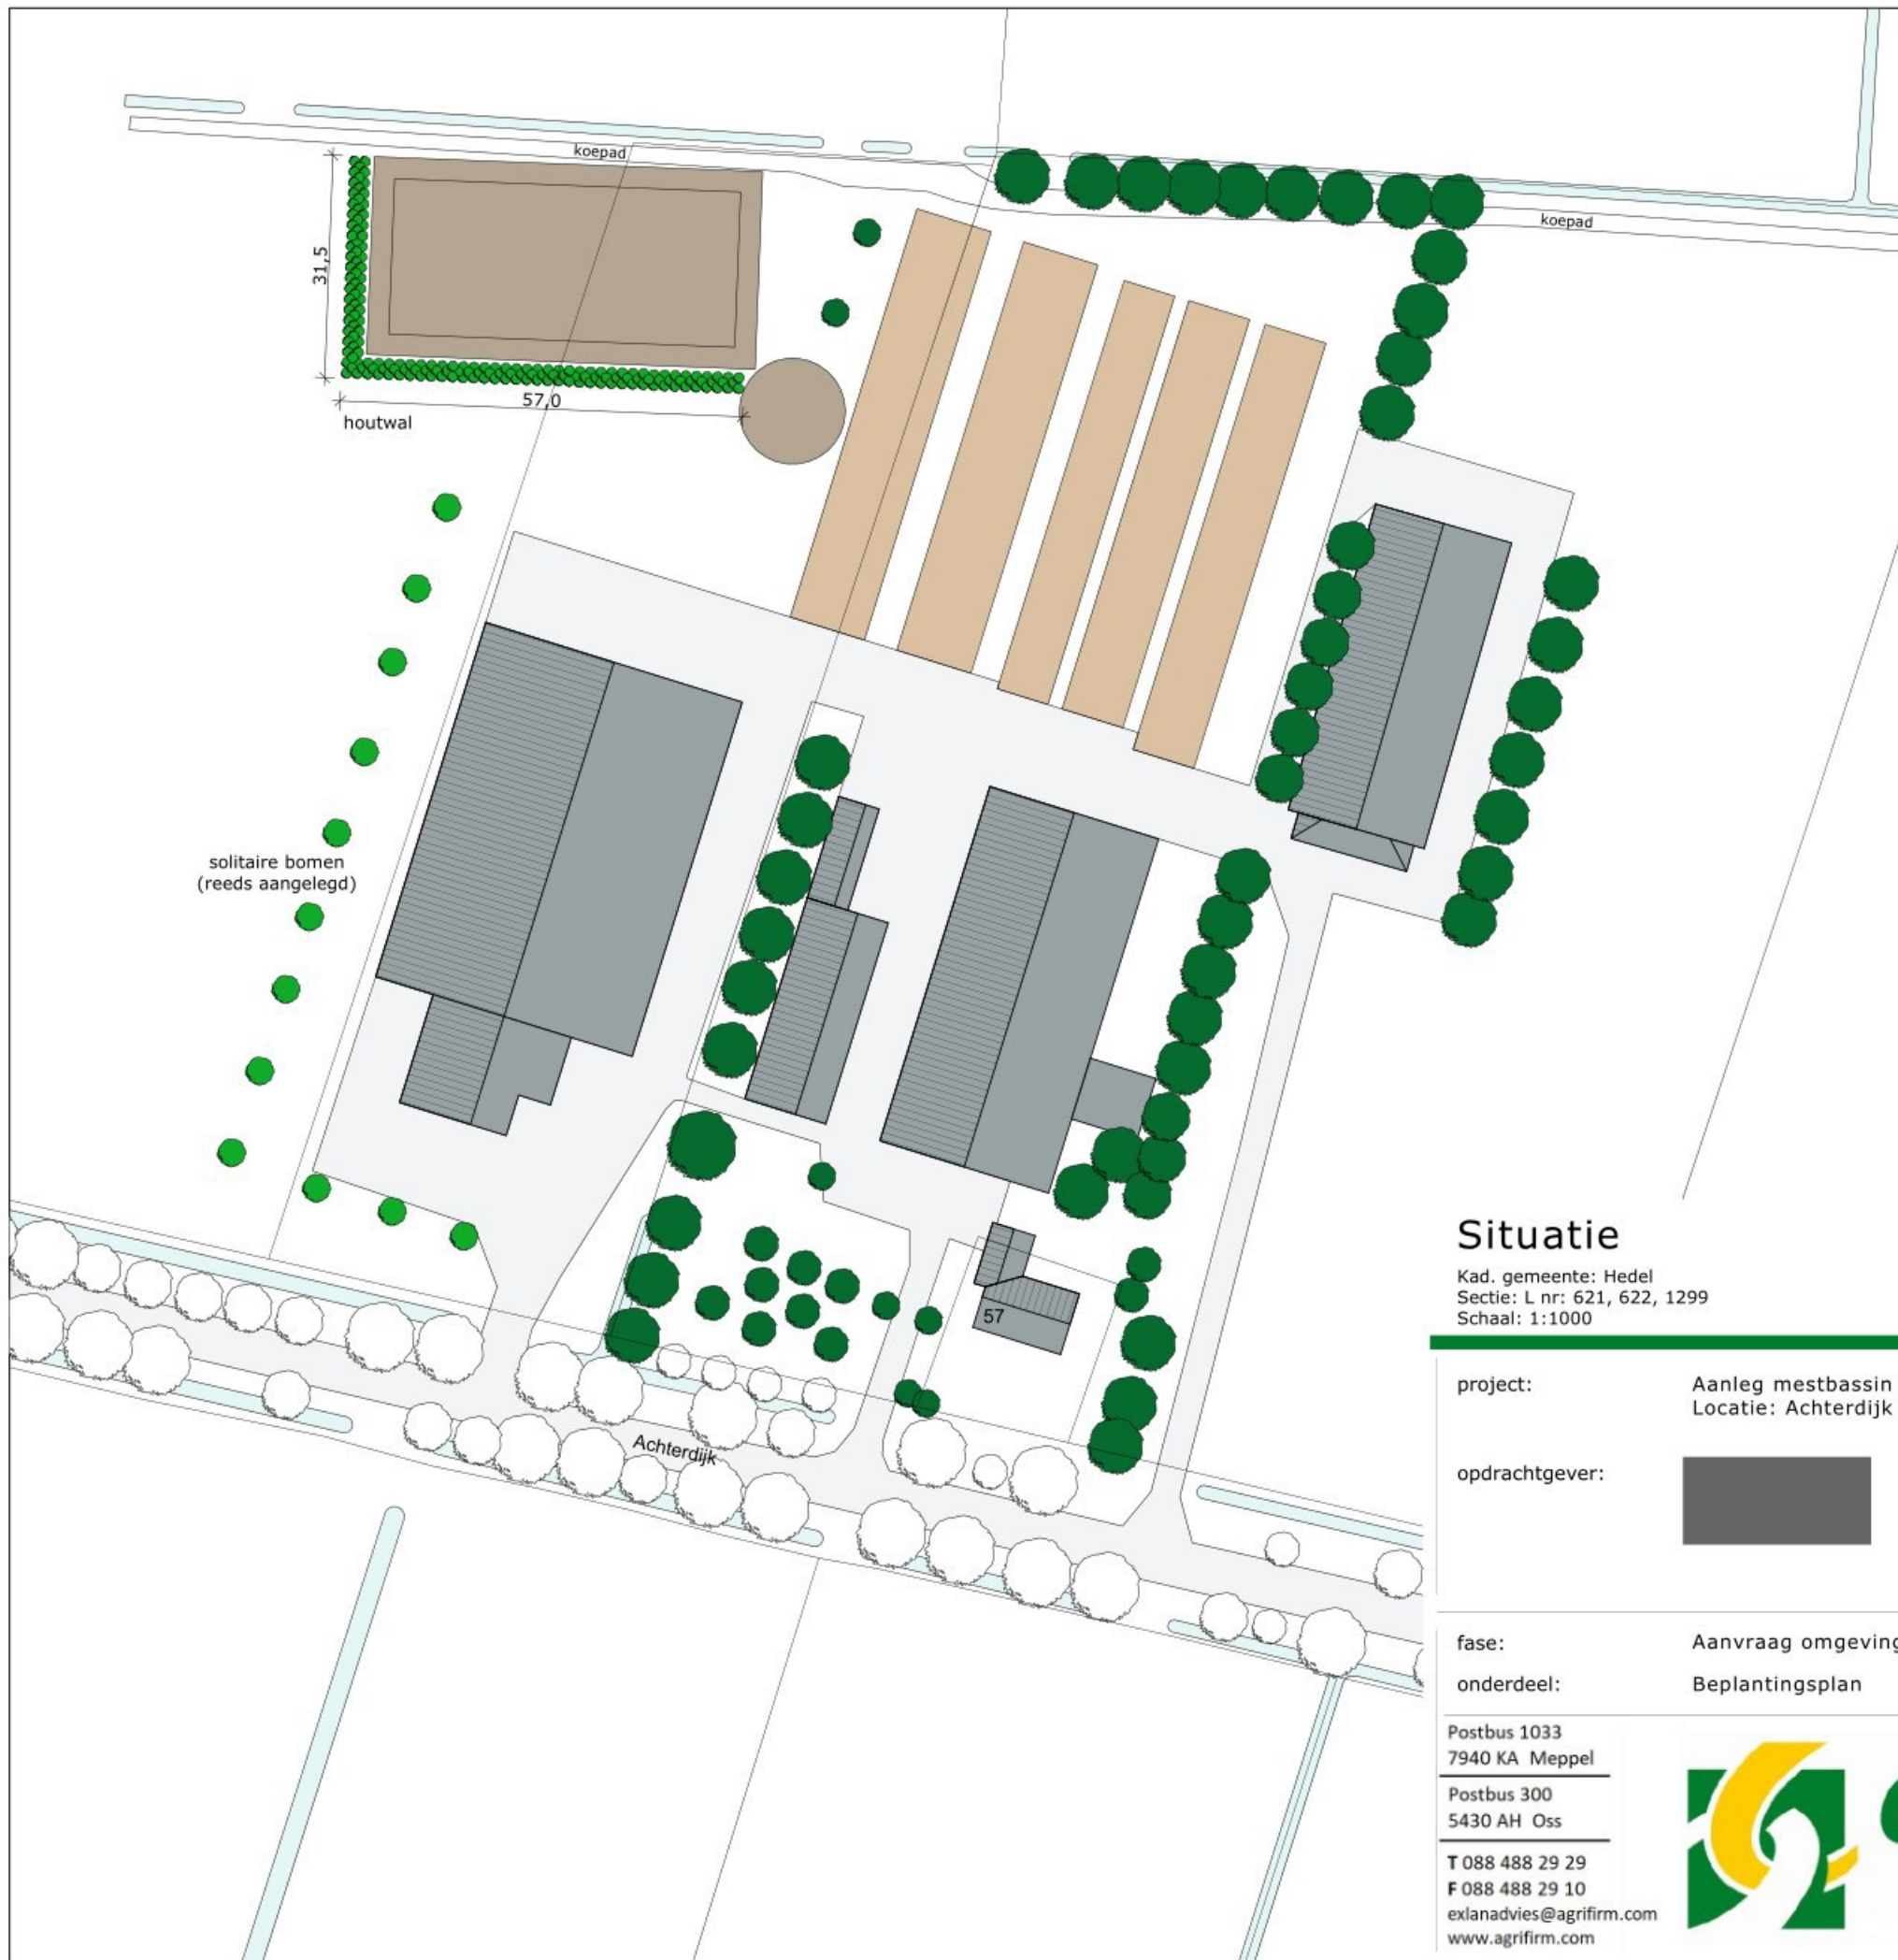 koepad
koepad
31,5
57,0
houtwal
solitaire bomen
(reeds aangelegd)
57
Achterdijk
Situatie
Kad. gemeente: Hedel
Sectie: L nr: 621, 622, 1299
Schaal: 1:1000
project: Aanleg mestbassin
Locatie: Achterdijk
opdrachtgever:
fase: Aanvraag omgeving
onderdeel: Beplantingsplan
Postbus 1033
7940 KA Meppel
Postbus 300
5430 AH Oss
T 088 488 29 29
F 088 488 29 10
exlanadvies@agrifirm.com
www.agrifirm.com